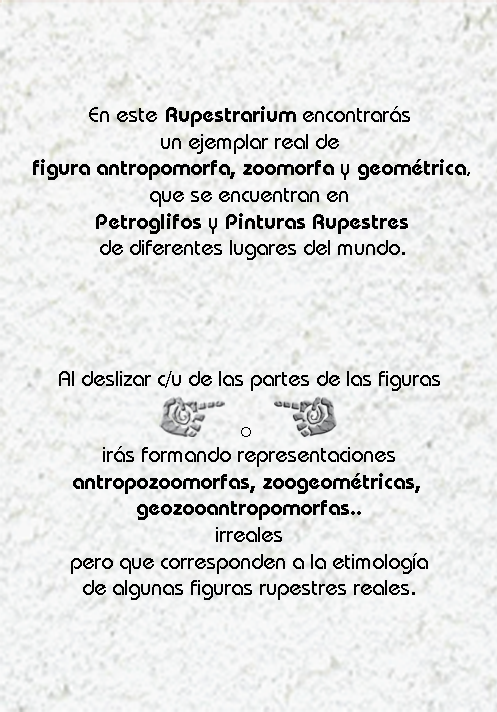 En este Rupestrarium encontrarás
un ejemplar real de
figura antropomorfa, zoomorfa y geométrica,
que se encuentran en
Petroglifos y Pinturas Rupestres
de diferentes lugares del mundo.
Al deslizar c/u de las partes de las figuras
o
irás formando representaciones
antropozoomorfas, zoogeométricas,
geozooantropomorfas..
irreales
pero que corresponden a la etimología
de algunas figuras rupestres reales.